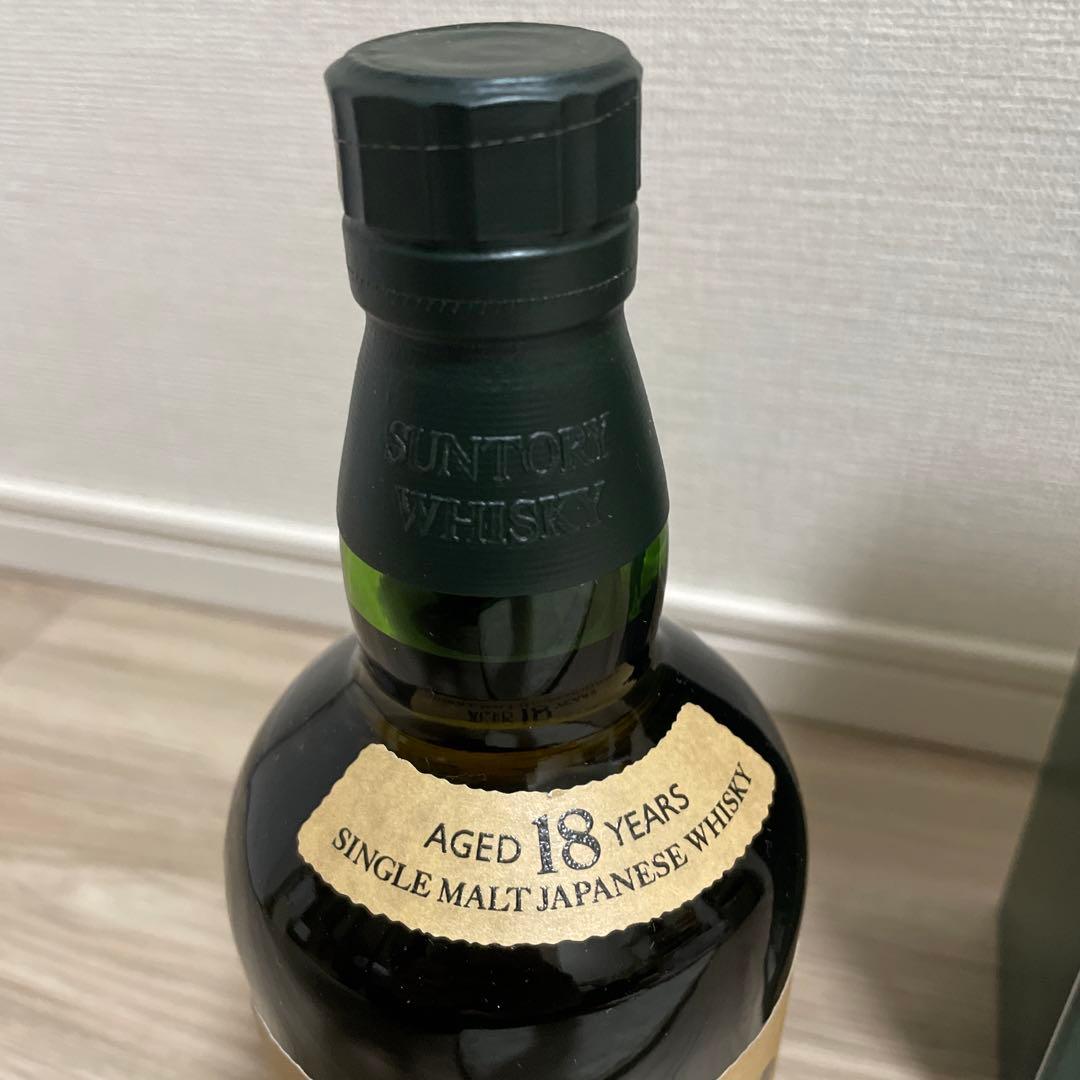 SUNTORY
WHISKY
AGED 18 YEARS
SINGLE MALT JAPANESE WHISKY